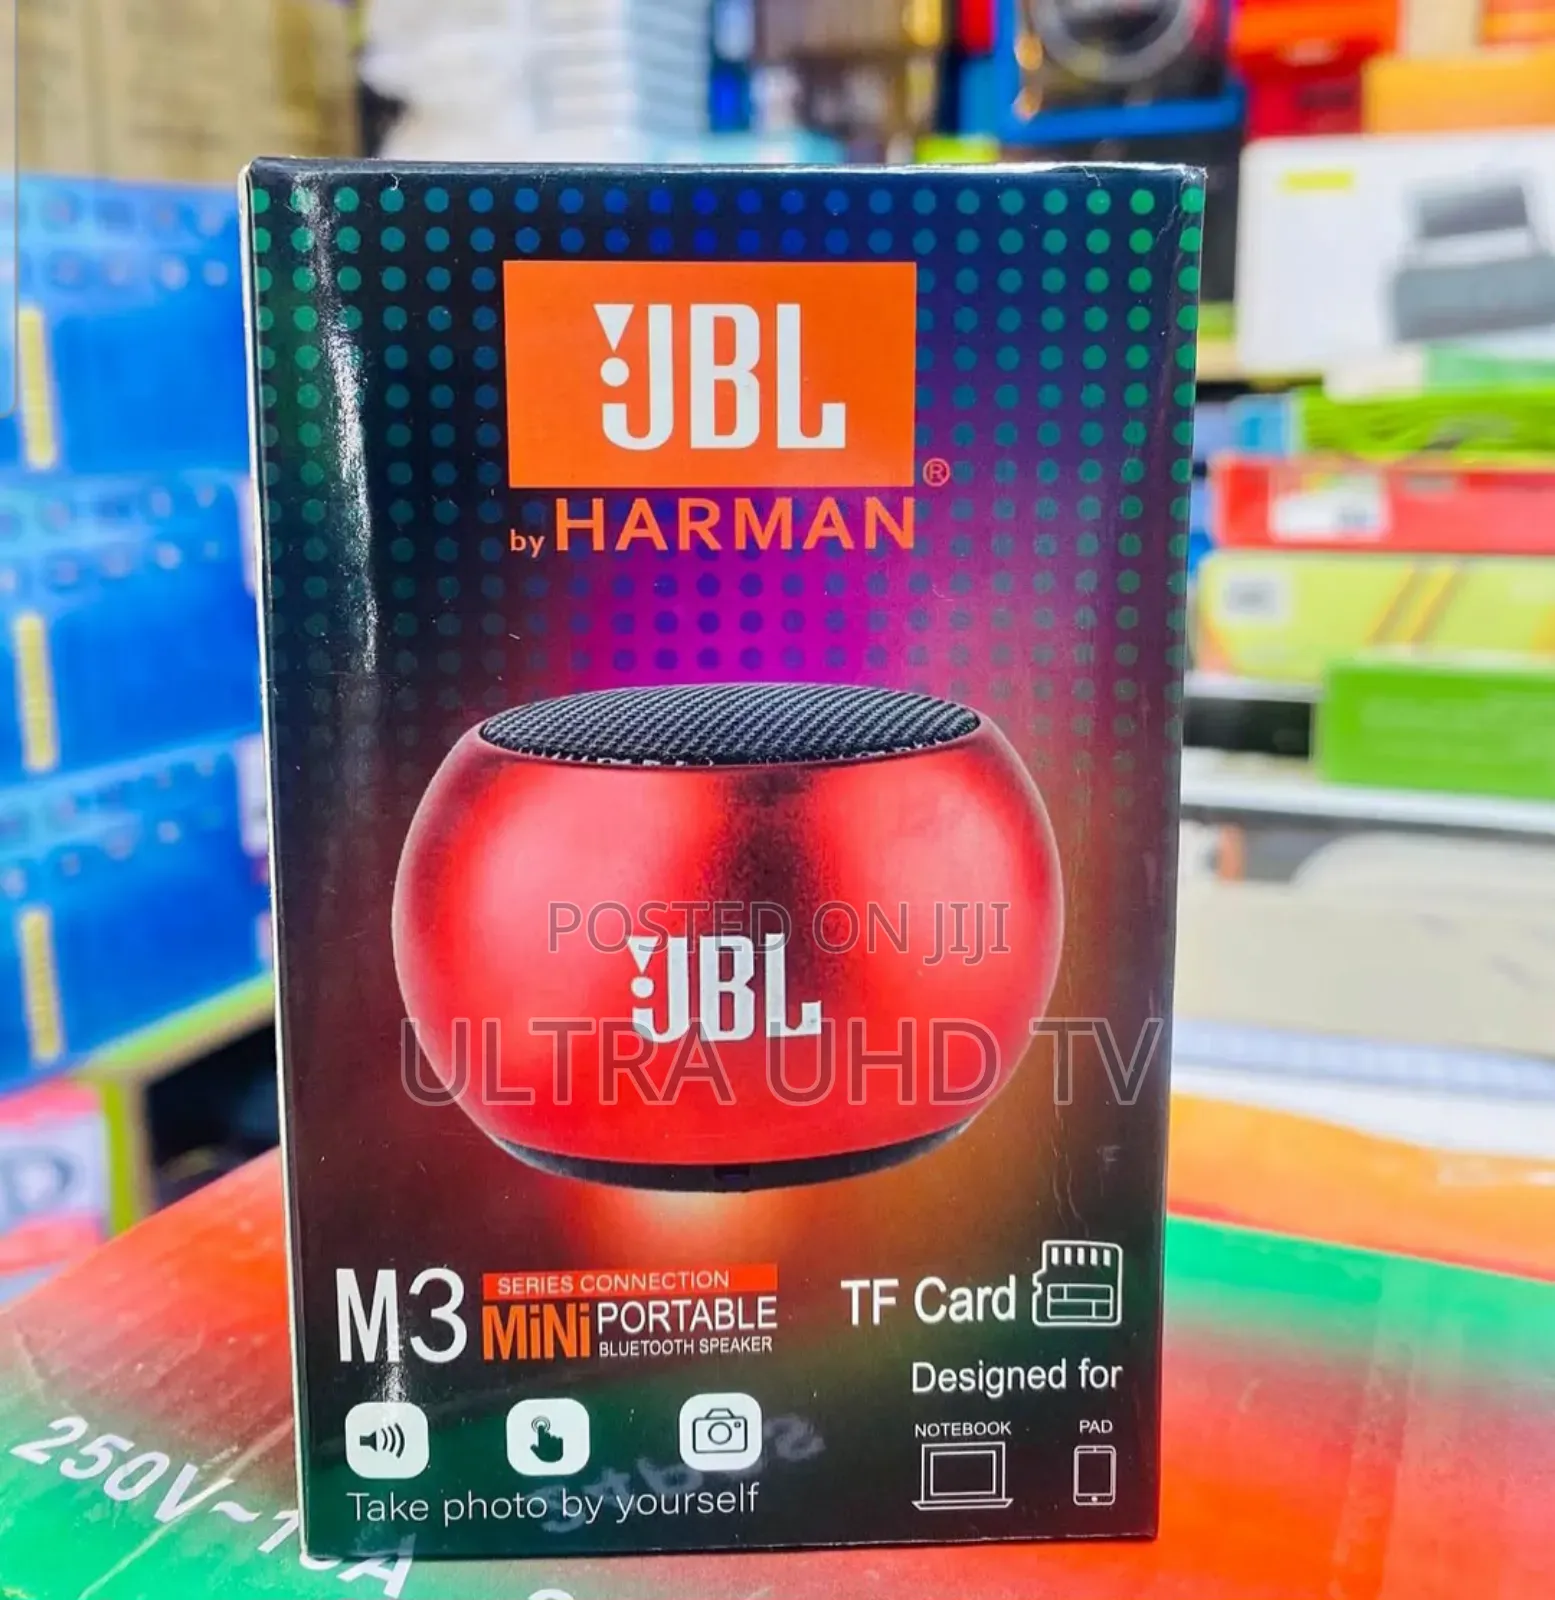 JBL
®
by HARMAN
POSTED ON JIJI
JBL
ULTRA UHD TV
M3
SERIES CONNECTION
MiNi PORTABLE
BLUETOOTH SPEAKER
TF Card
Designed for
NOTEBOOK
PAD
Take photo by yourself
250V~